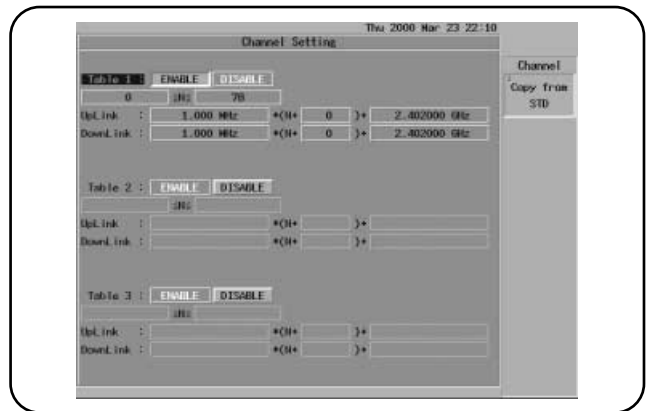 Thu 2000 Mar 23 22:10
Channel Setting
Channel
Copy from
STD
Table 1 : ENABLE DISABLE
0 ≤N≤ 78
UpLink : 1.000 MHz *(N+ 0 )+ 2.402000 GHz
DownLink : 1.000 MHz *(N+ 0 )+ 2.402000 GHz
Table 2 : ENABLE DISABLE
≤N≤
UpLink : *(N+ )+
DownLink : *(N+ )+
Table 3 : ENABLE DISABLE
≤N≤
UpLink : *(N+ )+
DownLink : *(N+ )+